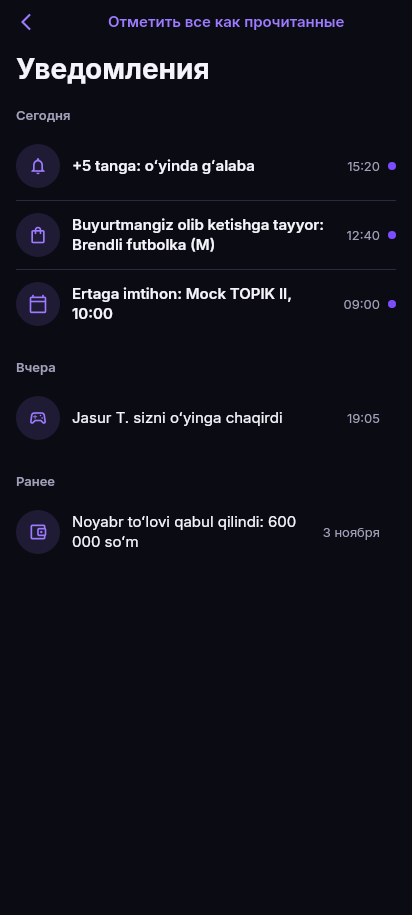 Отметить все как прочитанные
Уведомления
Сегодня
+5 tanga: oʻyinda gʻalaba
15:20
Buyurtmangiz olib ketishga tayyor:
Brendli futbolka (M)
12:40
Ertaga imtihon: Mock TOPIK II,
10:00
09:00
Вчера
Jasur T. sizni oʻyinga chaqirdi
19:05
Ранее
Noyabr toʻlovi qabul qilindi: 600
000 soʻm
3 ноября